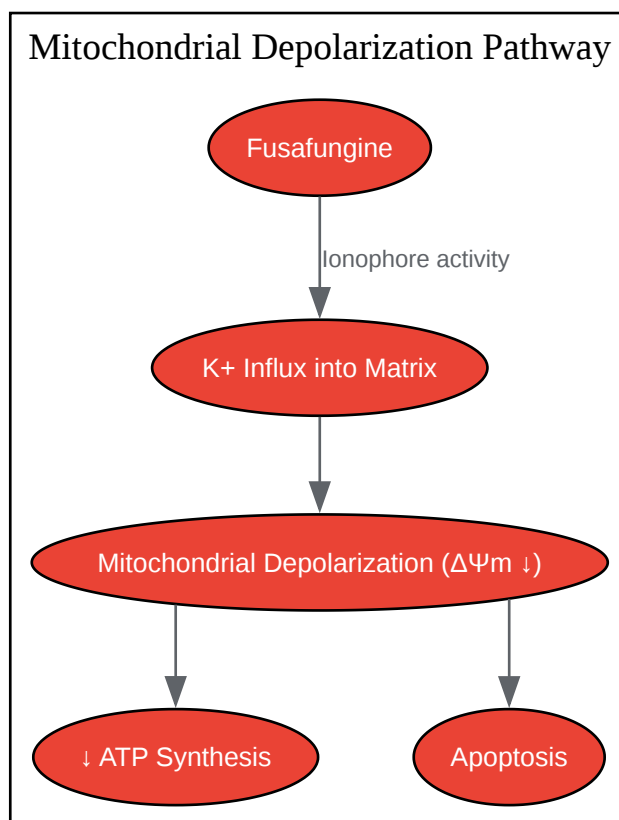 Mitochondrial Depolarization Pathway
Fusafungine
Ionophore activity
K+ Influx into Matrix
Mitochondrial Depolarization (ΔΨm ↓)
↓ ATP Synthesis
Apoptosis